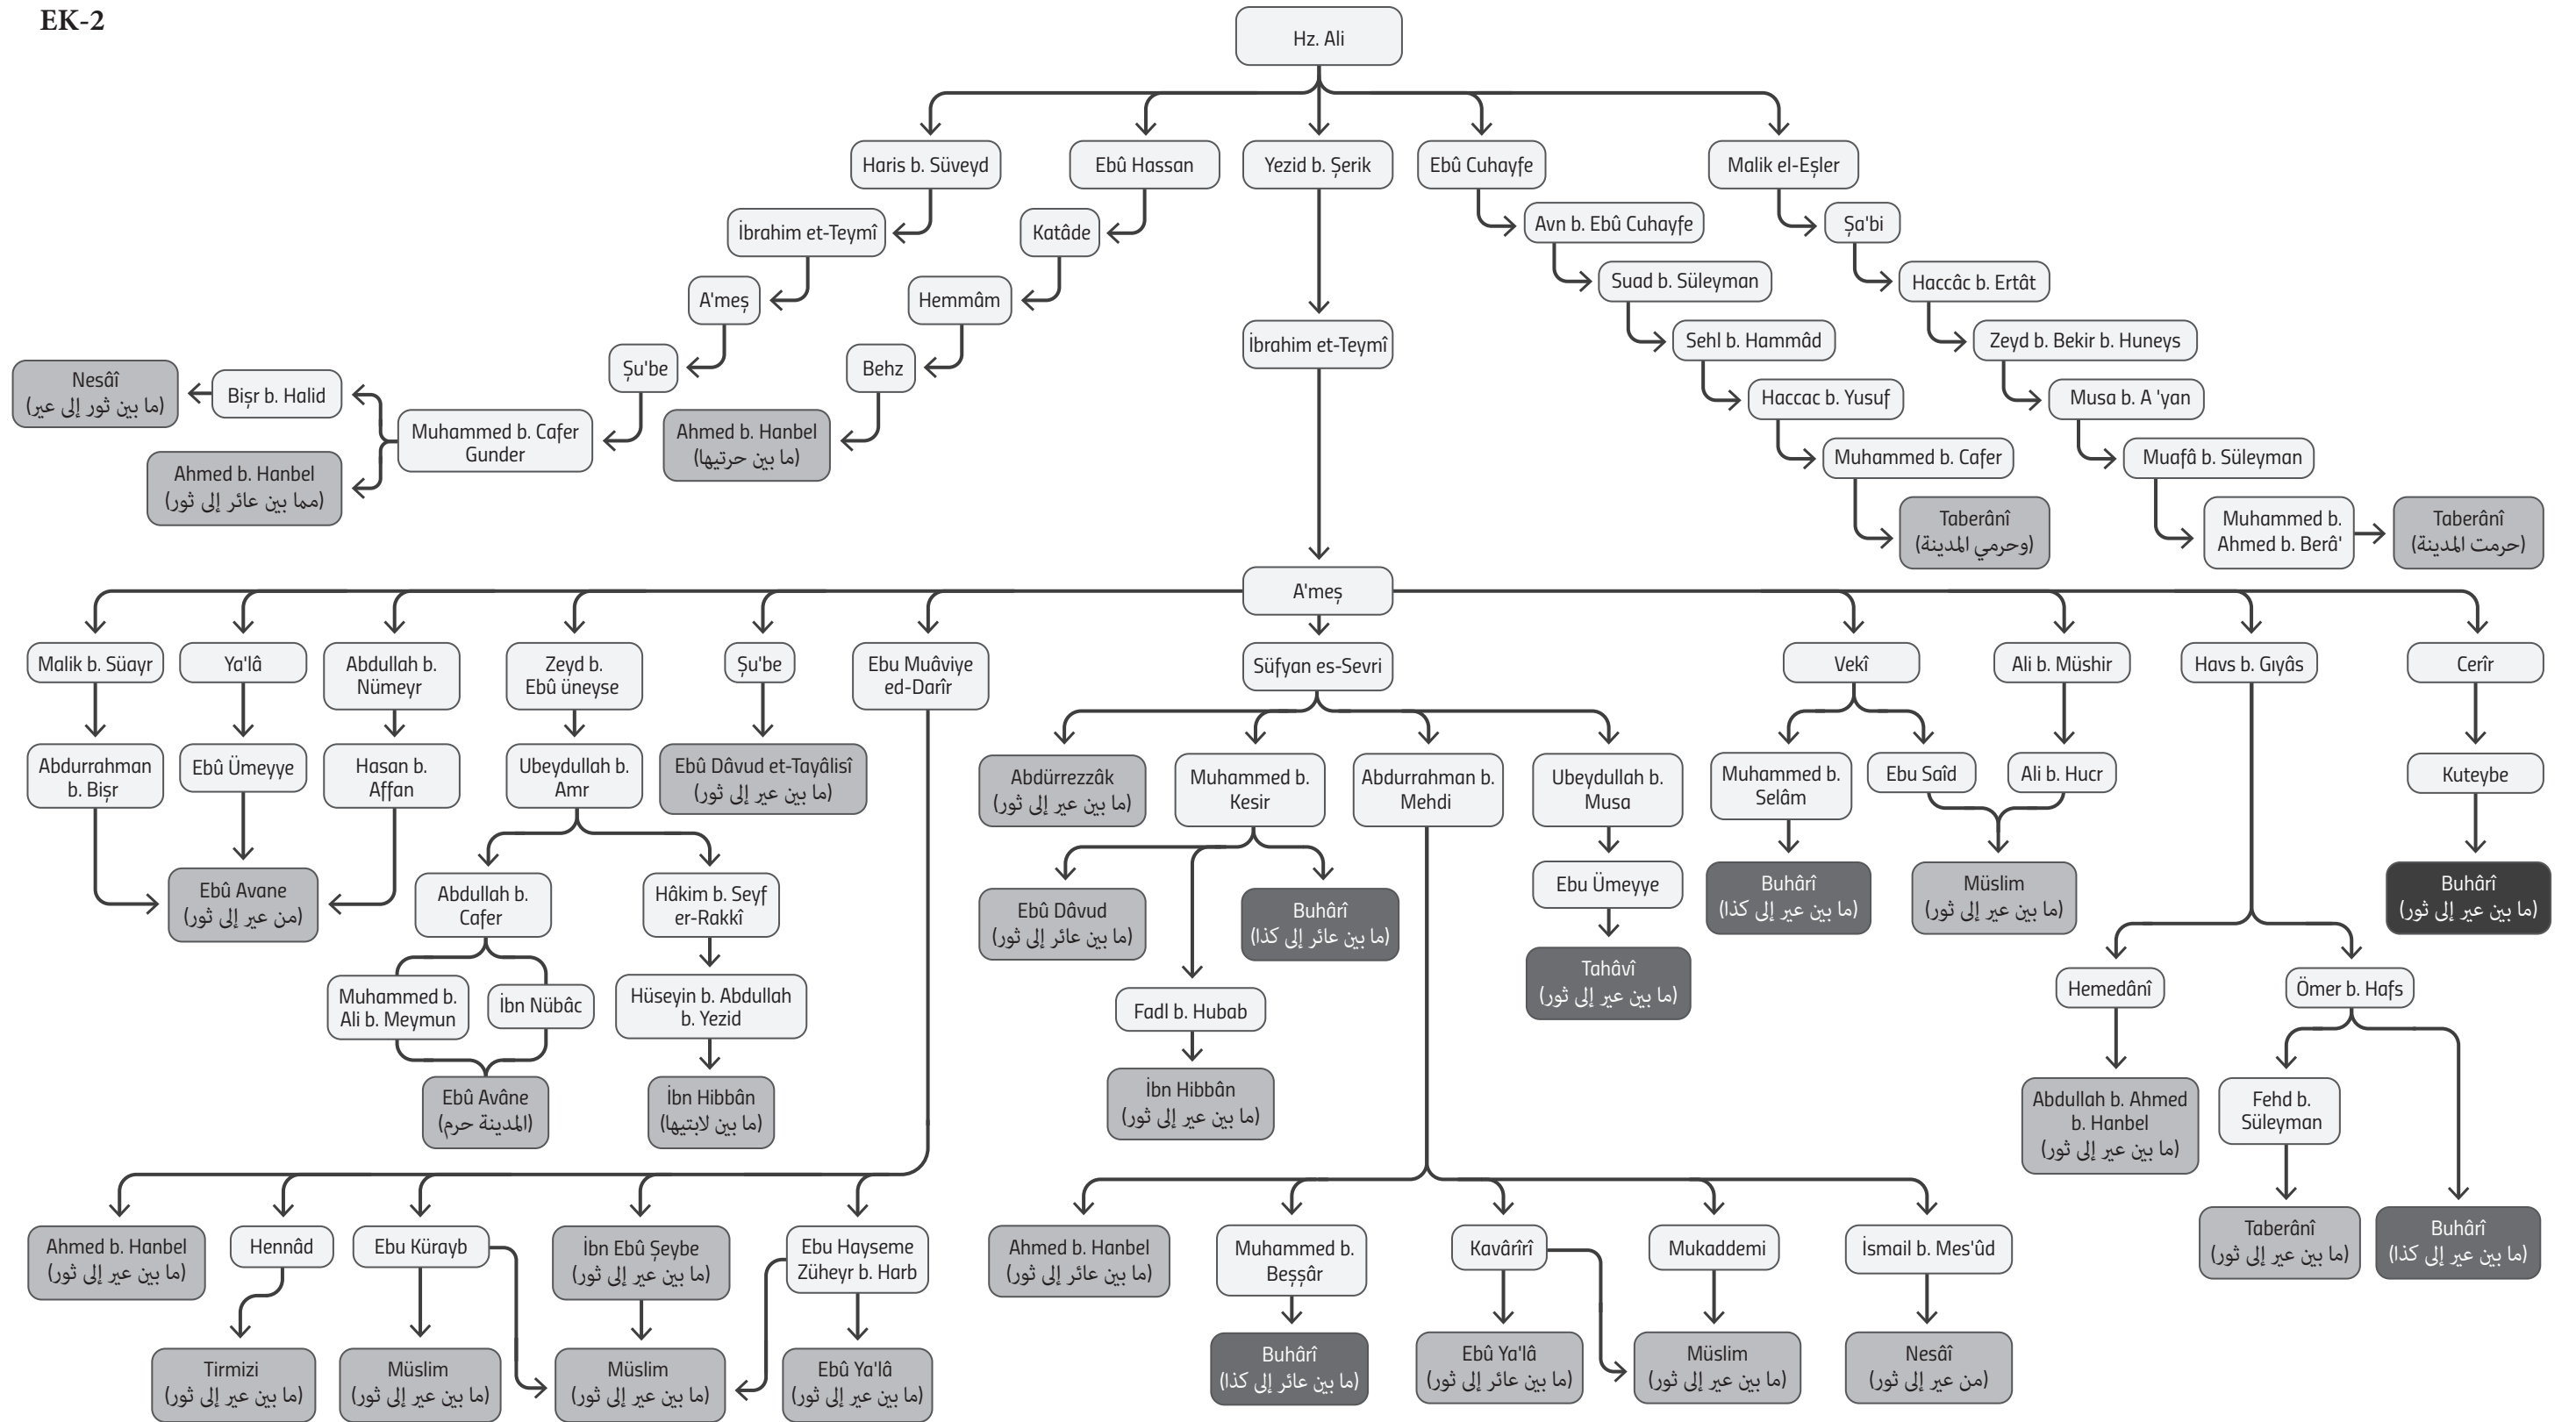 EK-2
Hz. Ali
Haris b. Süveyd
Ebû Hassan
Yezid b. Şerik
Ebû Cuhayfe
Malik el-Eşler
İbrahim et-Teymî
Katâde
Avn b. Ebû Cuhayfe
Şa'bi
A'meş
Hemmâm
Suad b. Süleyman
Haccâc b. Ertât
İbrahim et-Teymî
Sehl b. Hammâd
Zeyd b. Bekir b. Huneys
Şu'be
Behz
Haccac b. Yusuf
Musa b. A 'yan
Nesâî
(ما بين ثور إلى عير)
Bişr b. Halid
Muhammed b. Cafer
Gunder
Ahmed b. Hanbel
(ما بين حرتيها)
Muhammed b. Cafer
Muafâ b. Süleyman
Ahmed b. Hanbel
(مما بين عائر إلى ثور)
Taberânî
(وحرمي المدينة)
Muhammed b.
Ahmed b. Berâ'
Taberânî
(حرمت المدينة)
A'meş
Malik b. Süayr
Ya'lâ
Abdullah b.
Nümeyr
Zeyd b.
Ebû üneyse
Şu'be
Ebu Muâviye
ed-Darîr
Süfyan es-Sevri
Vekî
Ali b. Müshir
Havs b. Gıyâs
Cerîr
Abdurrahman
b. Bişr
Ebû Ümeyye
Hasan b.
Affan
Ubeydullah b.
Amr
Ebû Dâvud et-Tayâlisî
(ما بين عير إلى ثور)
Abdürrezzâk
(ما بين عير إلى ثور)
Muhammed b.
Kesir
Abdurrahman b.
Mehdi
Ubeydullah b.
Musa
Muhammed b.
Selâm
Ebu Saîd
Ali b. Hucr
Kuteybe
Ebû Avane
(من عير إلى ثور)
Abdullah b.
Cafer
Hâkim b. Seyf
er-Rakkî
Ebû Dâvud
(ما بين عائر إلى ثور)
Buhârî
(ما بين عائر إلى كذا)
Ebu Ümeyye
Buhârî
(ما بين عير إلى كذا)
Müslim
(ما بين عير إلى ثور)
Buhârî
(ما بين عير إلى ثور)
Tahâvî
(ما بين عير إلى ثور)
Muhammed b.
Ali b. Meymun
İbn Nübâc
Hüseyin b. Abdullah
b. Yezid
Fadl b. Hubab
Hemedânî
Ömer b. Hafs
Ebû Avâne
(المدينة حرم)
İbn Hibbân
(ما بين لابتيها)
İbn Hibbân
(ما بين عير إلى ثور)
Abdullah b. Ahmed
b. Hanbel
(ما بين عير إلى ثور)
Fehd b.
Süleyman
Ahmed b. Hanbel
(ما بين عير إلى ثور)
Hennâd
Ebu Kürayb
İbn Ebû Şeybe
(ما بين عير إلى ثور)
Ebu Hayseme
Züheyr b. Harb
Ahmed b. Hanbel
(ما بين عائر إلى ثور)
Muhammed b.
Beşşâr
Kavârîrî
Mukaddemi
İsmail b. Mes'ûd
Taberânî
(ما بين عير إلى ثور)
Buhârî
(ما بين عير إلى كذا)
Tirmizi
(ما بين عير إلى ثور)
Müslim
(ما بين عير إلى ثور)
Müslim
(ما بين عير إلى ثور)
Ebû Ya'lâ
(ما بين عير إلى ثور)
Buhârî
(ما بين عائر إلى كذا)
Ebû Ya'lâ
(ما بين عائر إلى ثور)
Müslim
(ما بين عير إلى ثور)
Nesâî
(من عير إلى ثور)